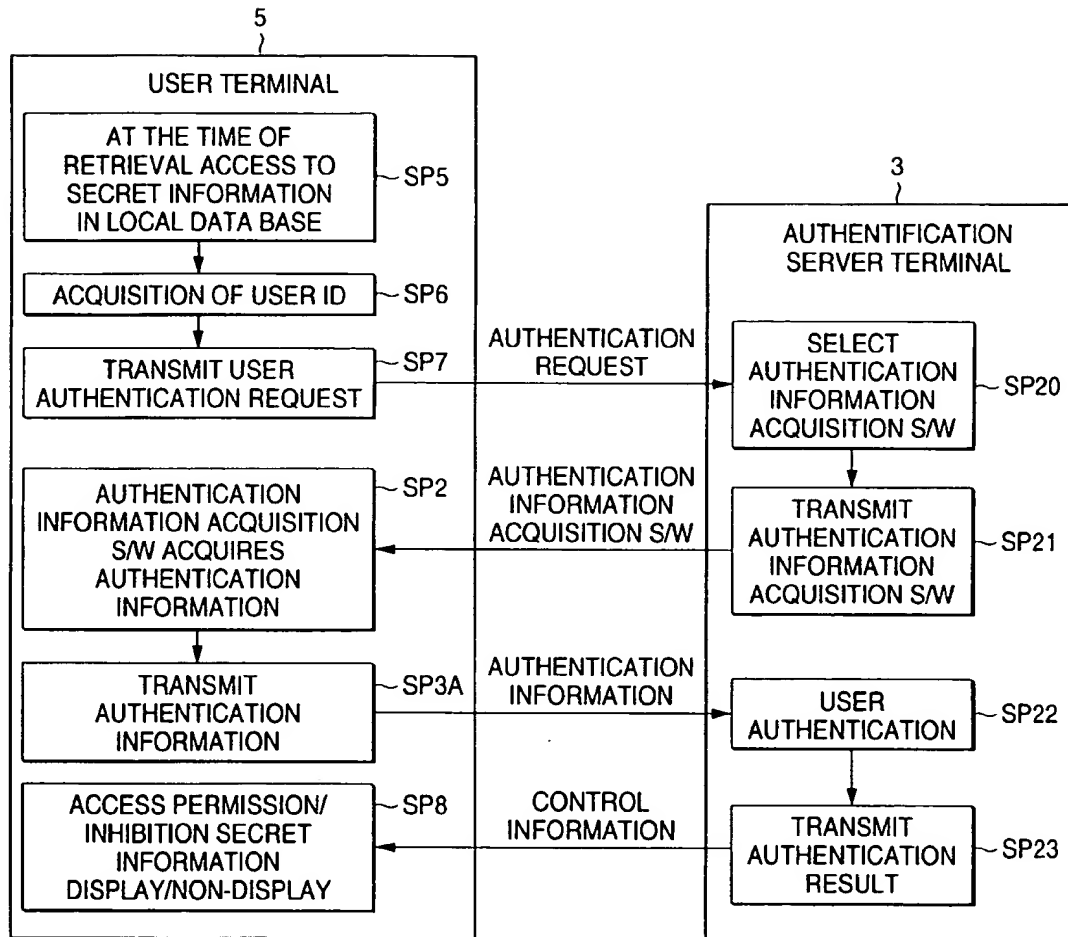 5
USER TERMINAL
AT THE TIME OF
RETRIEVAL ACCESS TO
SECRET INFORMATION
IN LOCAL DATA BASE
SP5
ACQUISITION OF USER ID
SP6
TRANSMIT USER
AUTHENTICATION REQUEST
SP7
AUTHENTICATION
REQUEST
3
AUTHENTIFICATION
SERVER TERMINAL
SELECT
AUTHENTICATION
INFORMATION
ACQUISITION S/W
SP20
TRANSMIT
AUTHENTICATION
INFORMATION
ACQUISITION S/W
SP21
AUTHENTICATION
INFORMATION
ACQUISITION S/W
AUTHENTICATION
INFORMATION ACQUISITION
S/W ACQUIRES
AUTHENTICATION
INFORMATION
SP2
TRANSMIT
AUTHENTICATION
INFORMATION
SP3A
AUTHENTICATION
INFORMATION
USER
AUTHENTICATION
SP22
TRANSMIT
AUTHENTICATION
RESULT
SP23
CONTROL
INFORMATION
ACCESS PERMISSION/
INHIBITION SECRET
INFORMATION
DISPLAY/NON-DISPLAY
SP8